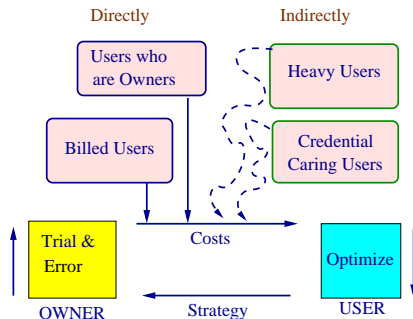 Directly
Indirectly
Users who
are Owners
Heavy Users
Billed Users
Credential
Caring Users
Trial &
Error
Costs
Optimize
OWNER
Strategy
USER